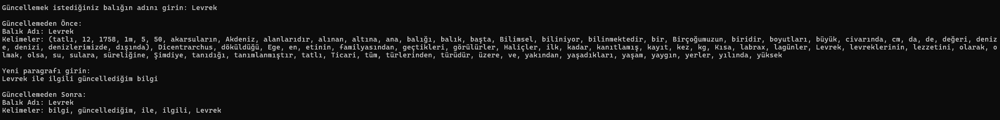 Güncellemek istediğiniz balığın adını girin: Levrek
Güncellemeden Önce:
Balık Adı: Levrek
Kelimeler: (tatlı, 12, 1758, 1m, 5, 50, akarsuların, Akdeniz, alanlarıdır, alınan, altına, ana, balığı, balık, başta, Bilimsel, biliniyor, bilinmektedir, bir, Birçoğumuzun, biridir, boyutları, büyük, civarında, cm, da, de, değeri, deniz
e, denizi, denizlerimizde, dışında), Dicentrarchus, döküldüğü, Ege, en, etinin, familyasından, geçtikleri, görülürler, Haliçler, ilk, kadar, kanıtlamış, kayıt, kez, kg, Kısa, labrax, lagünler, Levrek, levreklerinin, lezzetini, olarak, o
lmak, olsa, su, sulara, süreliğine, Şimdiye, tanıdığı, tanımlanmıştır, tatlı, Ticari, tüm, türlerinden, türüdür, üzere, ve, yakından, yaşadıkları, yaşam, yaygın, yerler, yılında, yüksek
Yeni paragrafı girin:
Levrek ile ilgili güncellediğim bilgi
Güncellemeden Sonra:
Balık Adı: Levrek
Kelimeler: bilgi, güncellediğim, ile, ilgili, Levrek